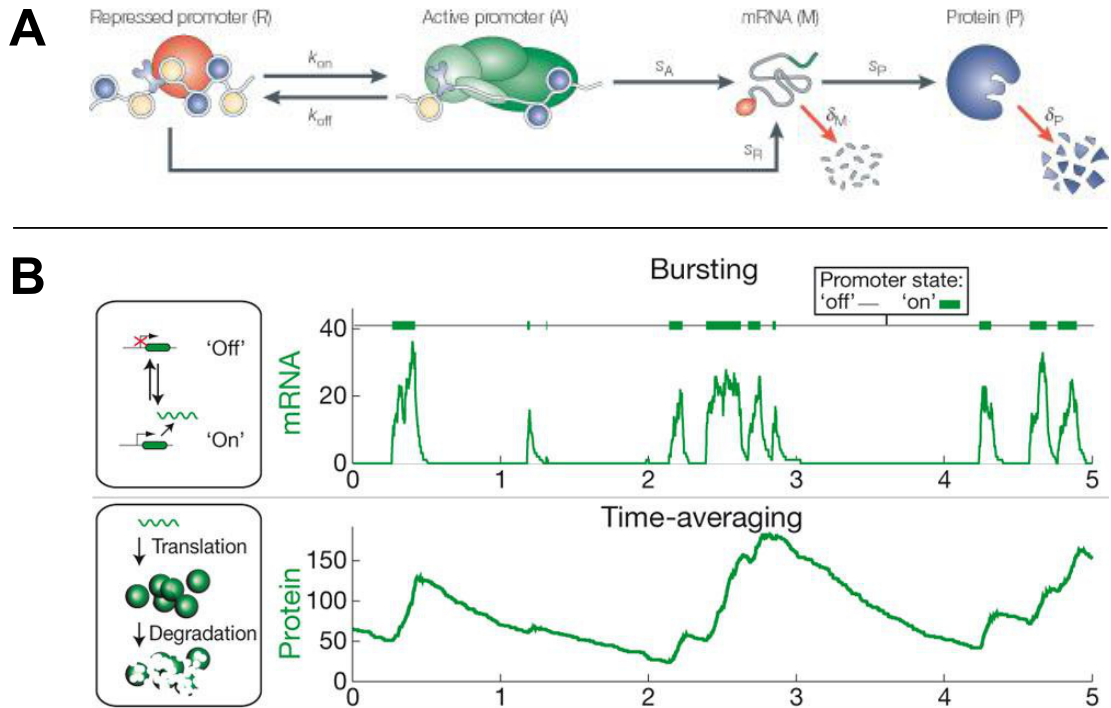 A
Repressed promoter (R)
Active promoter (A)
mRNA (M)
Protein (P)
kon
koff
sA
sP
δM
δP
sR
B
Bursting
Promoter state:
'off' 'on'
'Off'
'On'
mRNA
40
20
0
0 1 2 3 4 5
Time-averaging
Translation
Degradation
Protein
150
100
50
0
0 1 2 3 4 5